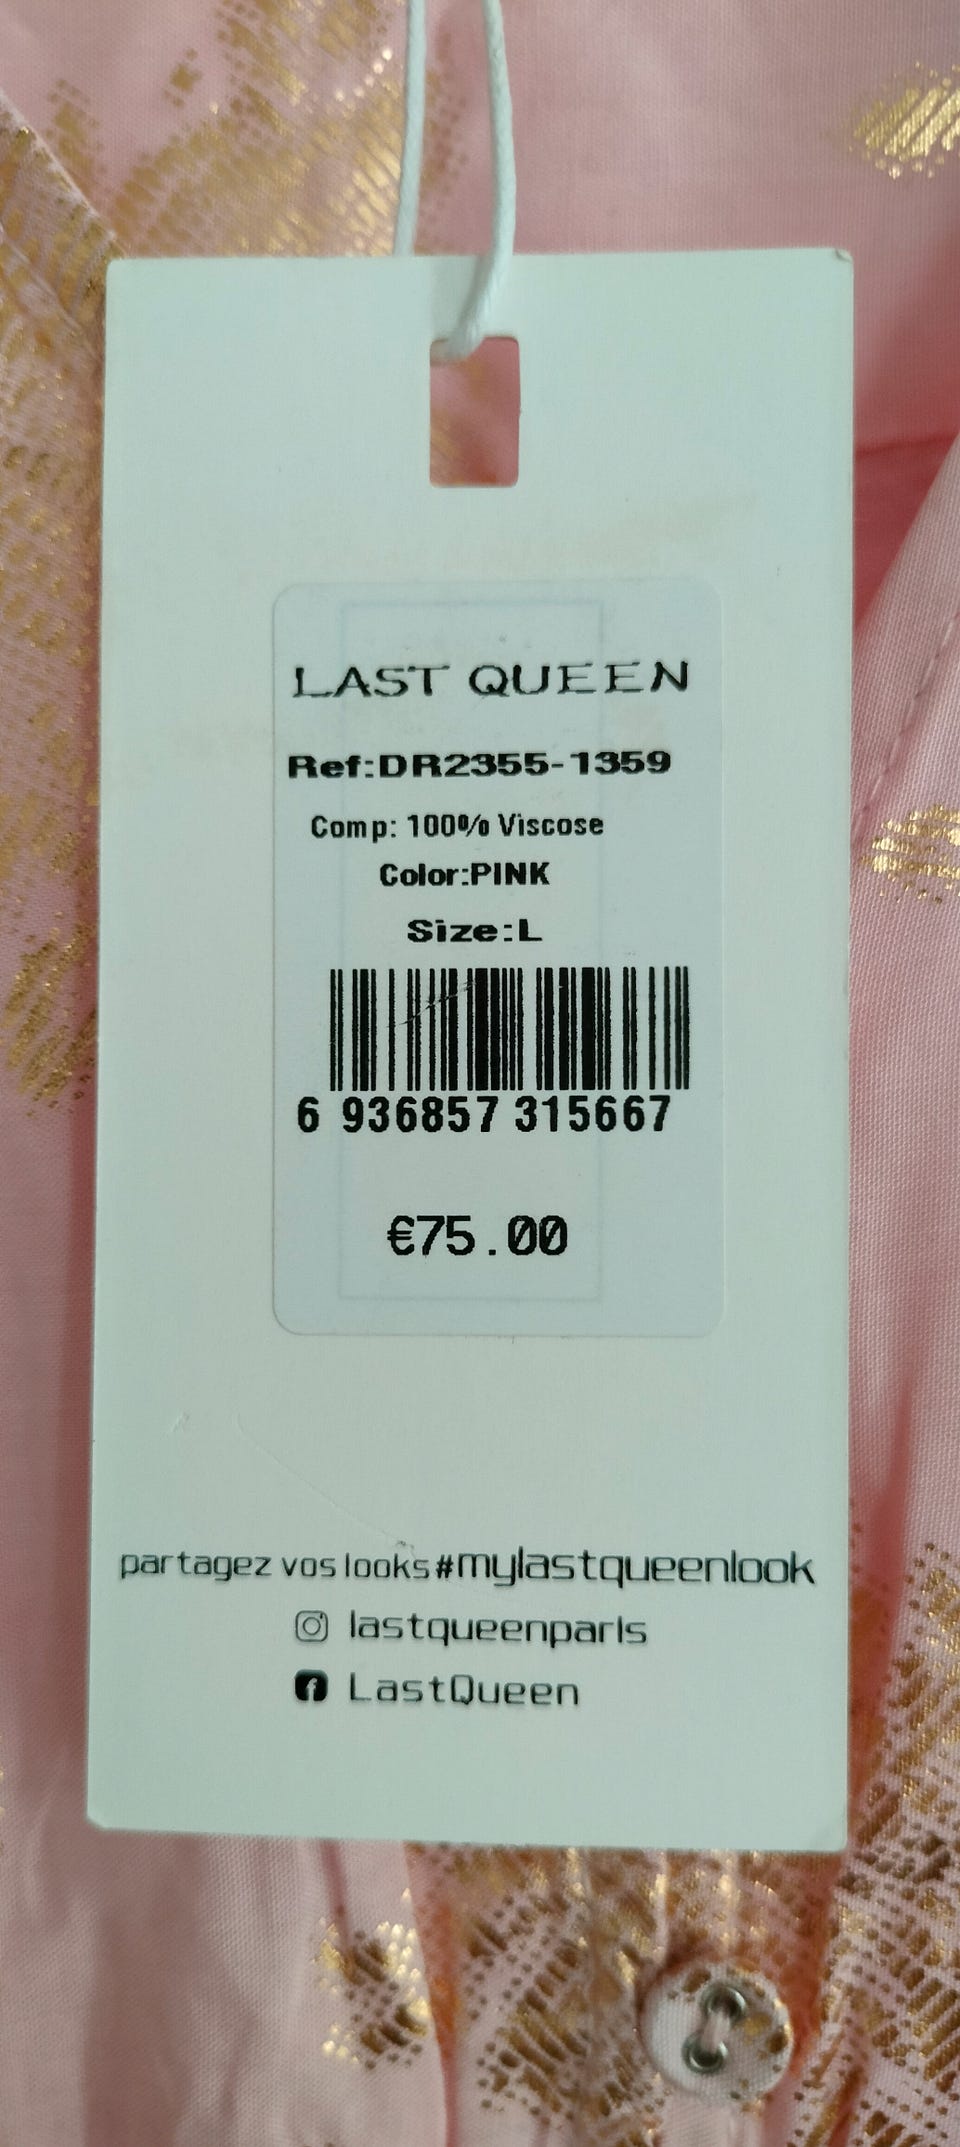 LAST QUEEN
Ref:DR2355-1359
Comp: 100% Viscose
Color:PINK
Size:L
6 936857 315667
€75.00
partagez vos looks #mylastqueenlook
lastqueenparis
LastQueen